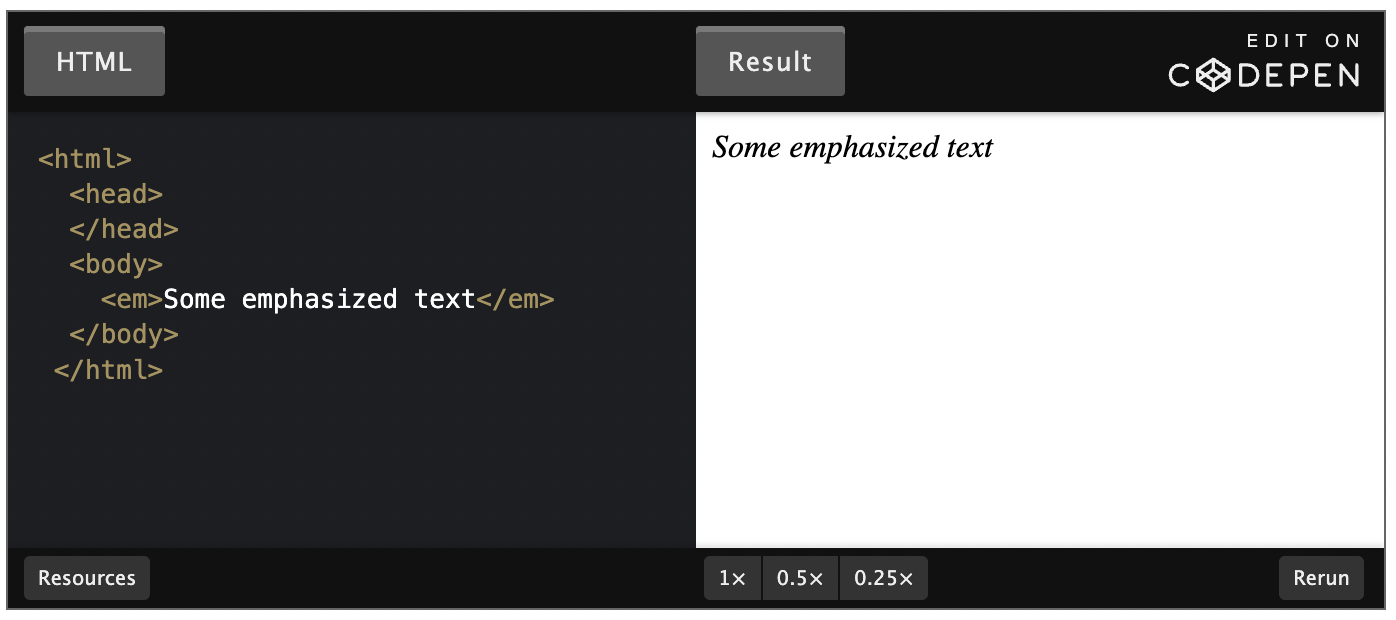 HTML
Result
EDIT ON
CODEPEN
<html>
  <head>
  </head>
  <body>
    <em>Some emphasized text</em>
  </body>
 </html>
Some emphasized text
Resources
1× 0.5× 0.25×
Rerun